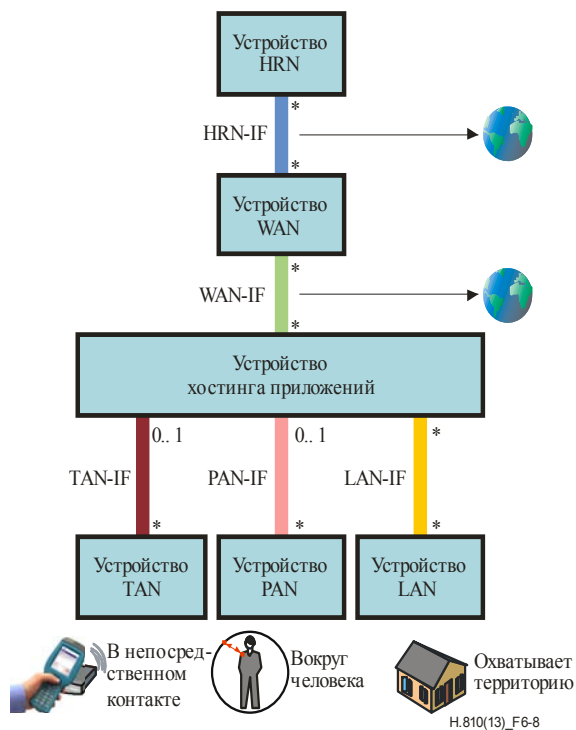 Устройство
HRN
*
HRN-IF
*
Устройство
WAN
*
WAN-IF
*
Устройство
хостинга приложений
0.. 1
0.. 1
*
TAN-IF
PAN-IF
LAN-IF
*
*
*
Устройство
TAN
Устройство
PAN
Устройство
LAN
В непосред-
ственном
контакте
Вокруг
человека
Охватывает
территорию
H.810(13)_F6-8